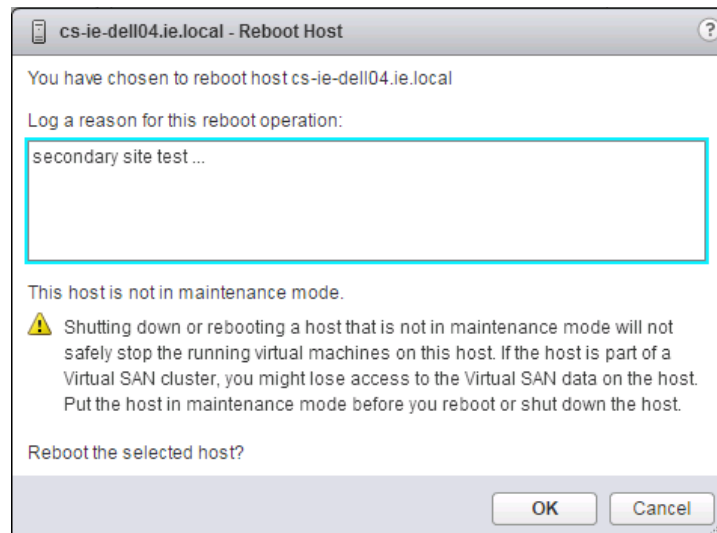 cs-ie-dell04.ie.local - Reboot Host
?
You have chosen to reboot host cs-ie-dell04.ie.local
Log a reason for this reboot operation:
secondary site test ...
This host is not in maintenance mode.
Shutting down or rebooting a host that is not in maintenance mode will not
safely stop the running virtual machines on this host. If the host is part of a
Virtual SAN cluster, you might lose access to the Virtual SAN data on the host.
Put the host in maintenance mode before you reboot or shut down the host.
Reboot the selected host?
OK
Cancel